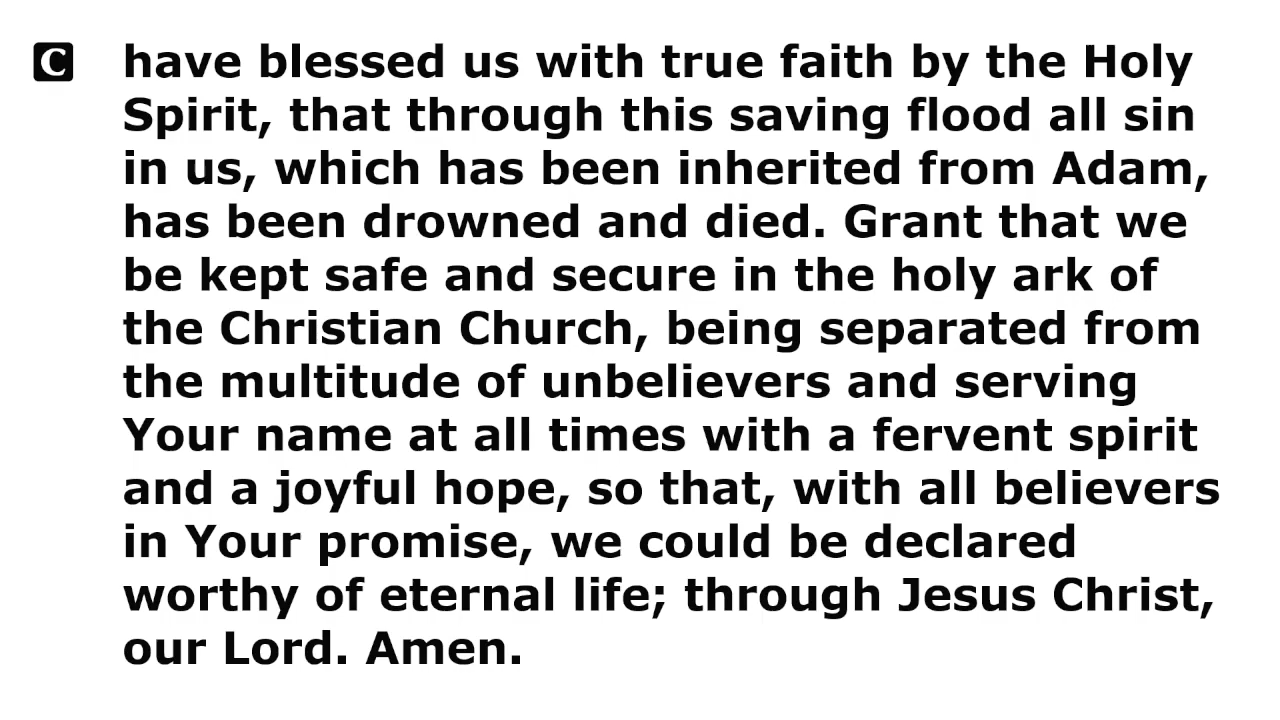 C have blessed us with true faith by the Holy
Spirit, that through this saving flood all sin
in us, which has been inherited from Adam,
has been drowned and died. Grant that we
be kept safe and secure in the holy ark of
the Christian Church, being separated from
the multitude of unbelievers and serving
Your name at all times with a fervent spirit
and a joyful hope, so that, with all believers
in Your promise, we could be declared
worthy of eternal life; through Jesus Christ,
our Lord. Amen.